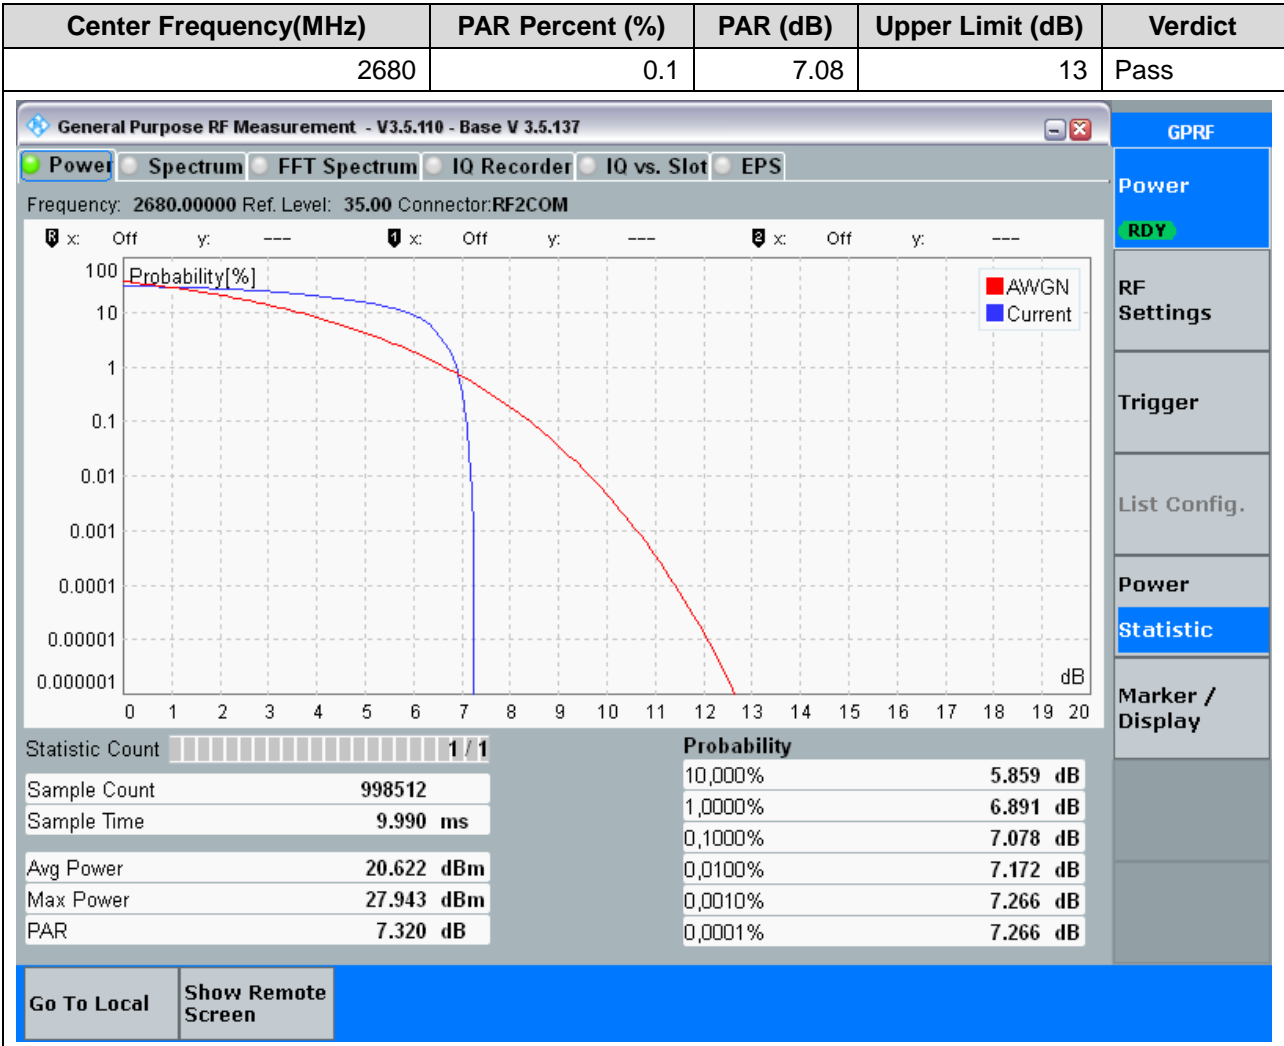 Center Frequency(MHz) PAR Percent (%) PAR (dB) Upper Limit (dB) Verdict
2680 0.1 7.08 13 Pass
General Purpose RF Measurement - V3.5.110 - Base V 3.5.137
GPRF
Power Spectrum FFT Spectrum IQ Recorder IQ vs. Slot EPS
Frequency: 2680.00000 Ref. Level: 35.00 Connector:RF2COM
R x: Off y: --- 1 x: Off y: --- 2 x: Off y: ---
Probability[%]
AWGN
Current
100
10
1
0.1
0.01
0.001
0.0001
0.00001
0.000001
dB
0 1 2 3 4 5 6 7 8 9 10 11 12 13 14 15 16 17 18 19 20
Statistic Count 1 / 1
Sample Count 998512
Sample Time 9.990 ms
Avg Power 20.622 dBm
Max Power 27.943 dBm
PAR 7.320 dB
Probability
10,000% 5.859 dB
1,0000% 6.891 dB
0,1000% 7.078 dB
0,0100% 7.172 dB
0,0010% 7.266 dB
0,0001% 7.266 dB
Power
RDY
RF
Settings
Trigger
List Config.
Power
Statistic
Marker /
Display
Go To Local
Show Remote
Screen